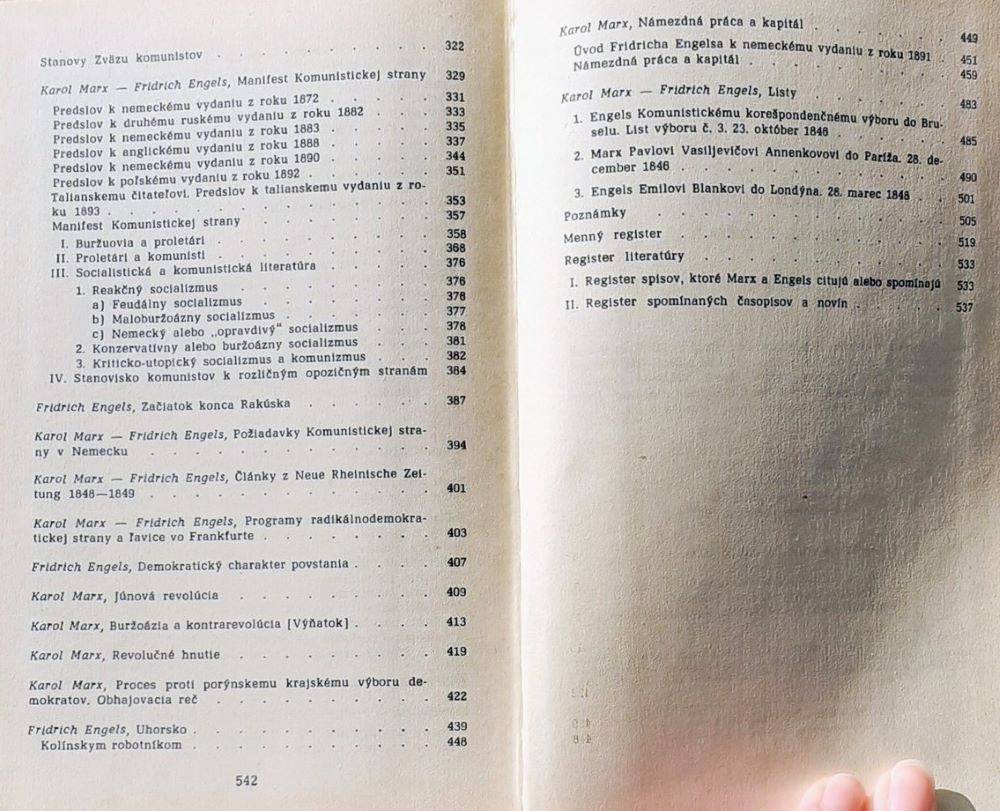 Stanovy Zväzu komunistov . . . . . . . . . 322
Karol Marx — Fridrich Engels, Manifest Komunistickej strany 329
Predslov k nemeckému vydaniu z roku 1872 . . . . 331
Predslov k druhému ruskému vydaniu z roku 1882 . . . 333
Predslov k nemeckému vydaniu z roku 1883 . . . . 335
Predslov k anglickému vydaniu z roku 1888 . . . . 337
Predslov k nemeckému vydaniu z roku 1890 . . . . 344
Predslov k poľskému vydaniu z roku 1892 . . . . . 351
Talianskemu čitateľovi. Predslov k talianskemu vydaniu z ro-
ku 1893 . . . . . . . . . . . . 353
Manifest Komunistickej strany . . . . . . . 357
I. Buržuovia a proletári . . . . . . . . 358
II. Proletári a komunisti . . . . . . . . 368
III. Socialistická a komunistická literatúra . . . . 376
1. Reakčný socializmus . . . . . . . 376
a) Feudálny socializmus . . . . . . 376
b) Maloburžoázny socializmus . . . . . 377
c) Nemecký alebo „opravdivý“ socializmus . . . 378
2. Konzervatívny alebo buržoázny socializmus . . . 381
3. Kriticko-utopický socializmus a komunizmus . . . 382
IV. Stanovisko komunistov k rozličným opozičným stranám 384
Fridrich Engels, Začiatok konca Rakúska . . . . . 387
Karol Marx — Fridrich Engels, Požiadavky Komunistickej stra-
ny v Nemecku . . . . . . . . . . . 394
Karol Marx — Fridrich Engels, Články z Neue Rheinische Zei-
tung 1848—1849 . . . . . . . . . . . 401
Karol Marx — Fridrich Engels, Programy radikálnodemokra-
tickej strany a ľavice vo Frankfurte . . . . . . . 403
Fridrich Engels, Demokratický charakter povstania . . . . 407
Karol Marx, Júnová revolúcia . . . . . . . . 409
Karol Marx, Buržoázia a kontrarevolúcia [Výňatok] . . . . 413
Karol Marx, Revolučné hnutie . . . . . . . . 419
Karol Marx, Proces proti porýnskemu krajskému výboru de-
mokratov. Obhajovacia reč . . . . . . . . 422
Fridrich Engels, Uhorsko . . . . . . . . . 439
Kolínskym robotníkom . . . . . . . . . 448
542
Karol Marx, Námezdná práca a kapitál . . . . . 449
Úvod Fridricha Engelsa k nemeckému vydaniu z roku 1891 . 451
Námezdná práca a kapitál . . . . . . . . 459
Karol Marx — Fridrich Engels, Listy . . . . . . 483
1. Engels Komunistickému korešpondenčnému výboru do Bru-
selu. List výboru č. 3. 23. október 1846 . . . . . 485
2. Marx Pavlovi Vasiljevičovi Annenkovovi do Paríža. 28. de-
cember 1846 . . . . . . . . . . . 490
3. Engels Emilovi Blankovi do Londýna. 28. marec 1848 . . 501
Poznámky . . . . . . . . . . . . 505
Menný register . . . . . . . . . . . 519
Register literatúry . . . . . . . . . . 533
I. Register spisov, ktoré Marx a Engels citujú alebo spomínajú 533
II. Register spomínaných časopisov a novín . . . . 537